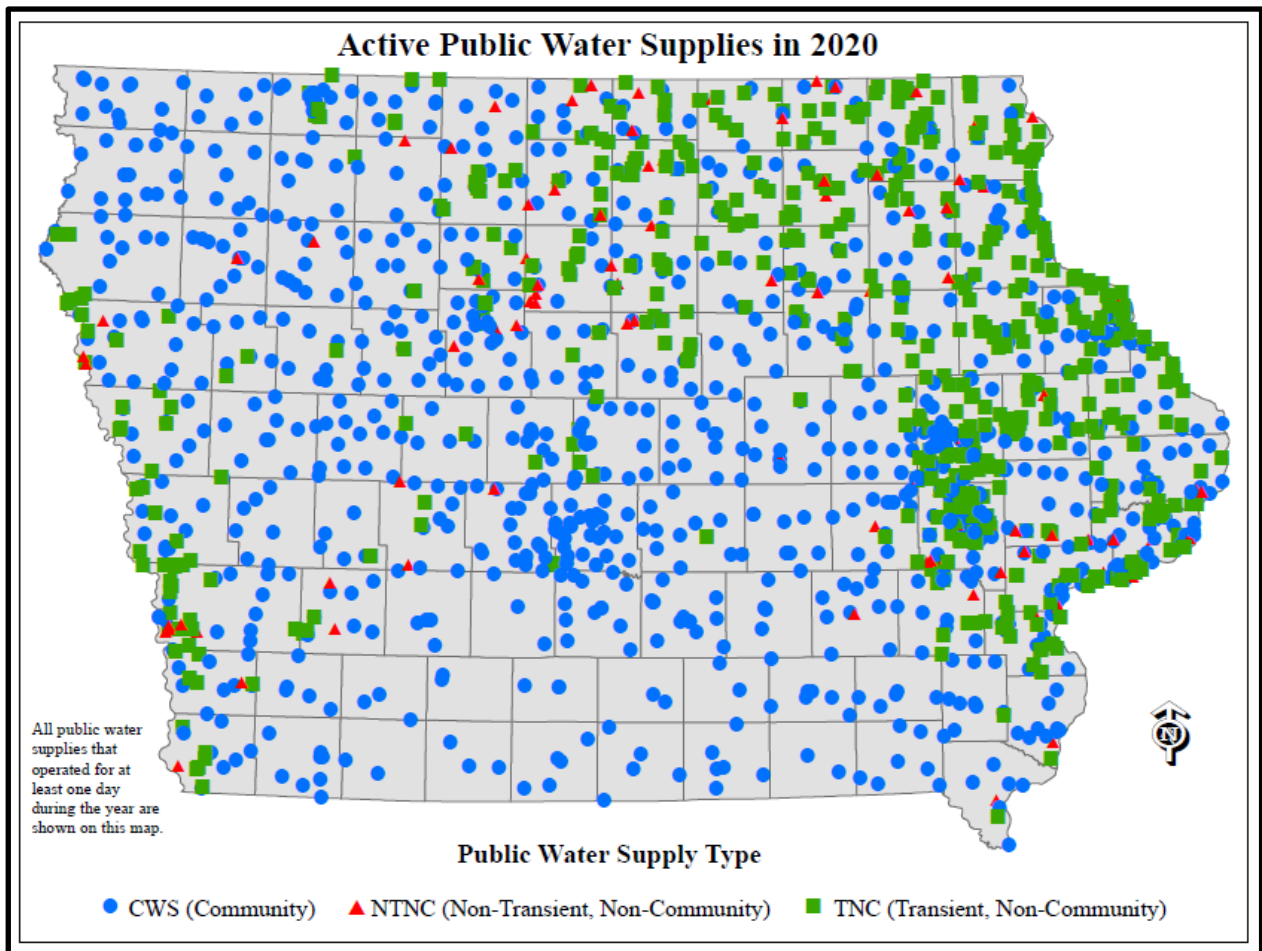 Active Public Water Supplies in 2020
All public water
supplies that
operated for at
least one day
during the year are
shown on this map.
N
Public Water Supply Type
CWS (Community)
NTNC (Non-Transient, Non-Community)
TNC (Transient, Non-Community)